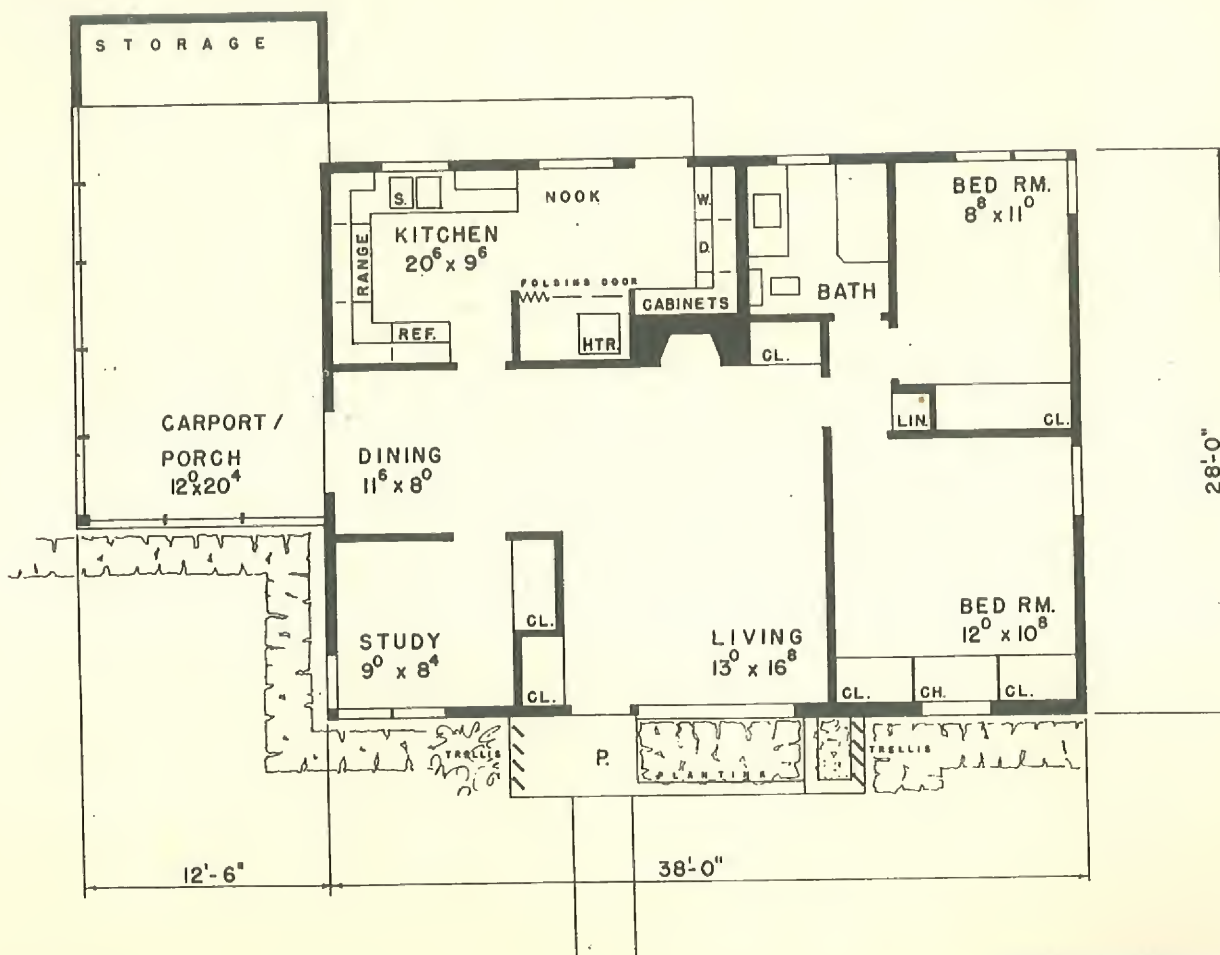 STORAGE
S.
NOOK
W.
BED RM.
8⁸ x 11⁰
KITCHEN
20⁶ x 9⁶
RANGE
D.
FOLDING DOOR
CABINETS
BATH
REF.
HTR.
CL.
LIN.
CL.
CARPORT /
PORCH
12⁰ x 20⁴
DINING
11⁶ x 8⁰
28'-0"
STUDY
9⁰ x 8⁴
CL.
CL.
LIVING
13⁰ x 16⁸
BED RM.
12⁰ x 10⁸
CL.
CH.
CL.
TRELLIS
P.
PLANTING
TRELLIS
12'-6"
38'-0"